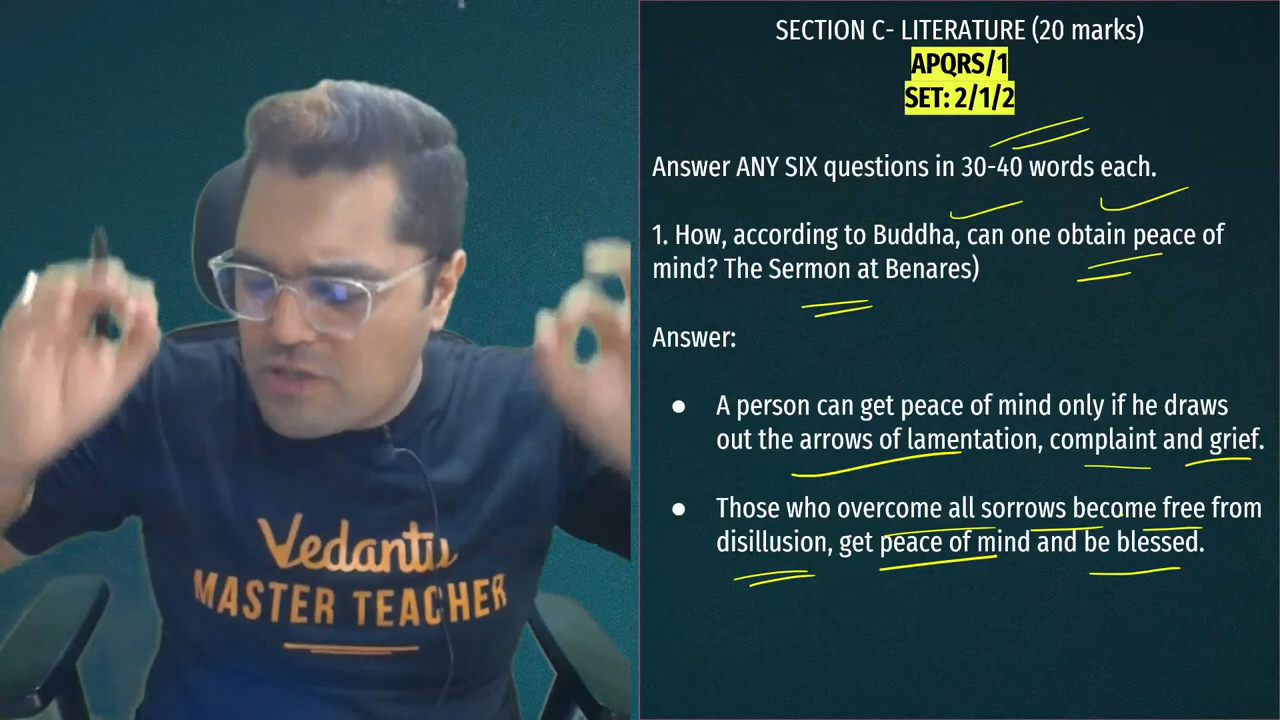 SECTION C- LITERATURE (20 marks)
APQRS/1
SET: 2/1/2
Answer ANY SIX questions in 30-40 words each.
1. How, according to Buddha, can one obtain peace of
mind? The Sermon at Benares)
Answer:
● A person can get peace of mind only if he draws
out the arrows of lamentation, complaint and grief.
● Those who overcome all sorrows become free from
disillusion, get peace of mind and be blessed.
Vedantu
MASTER TEACHER